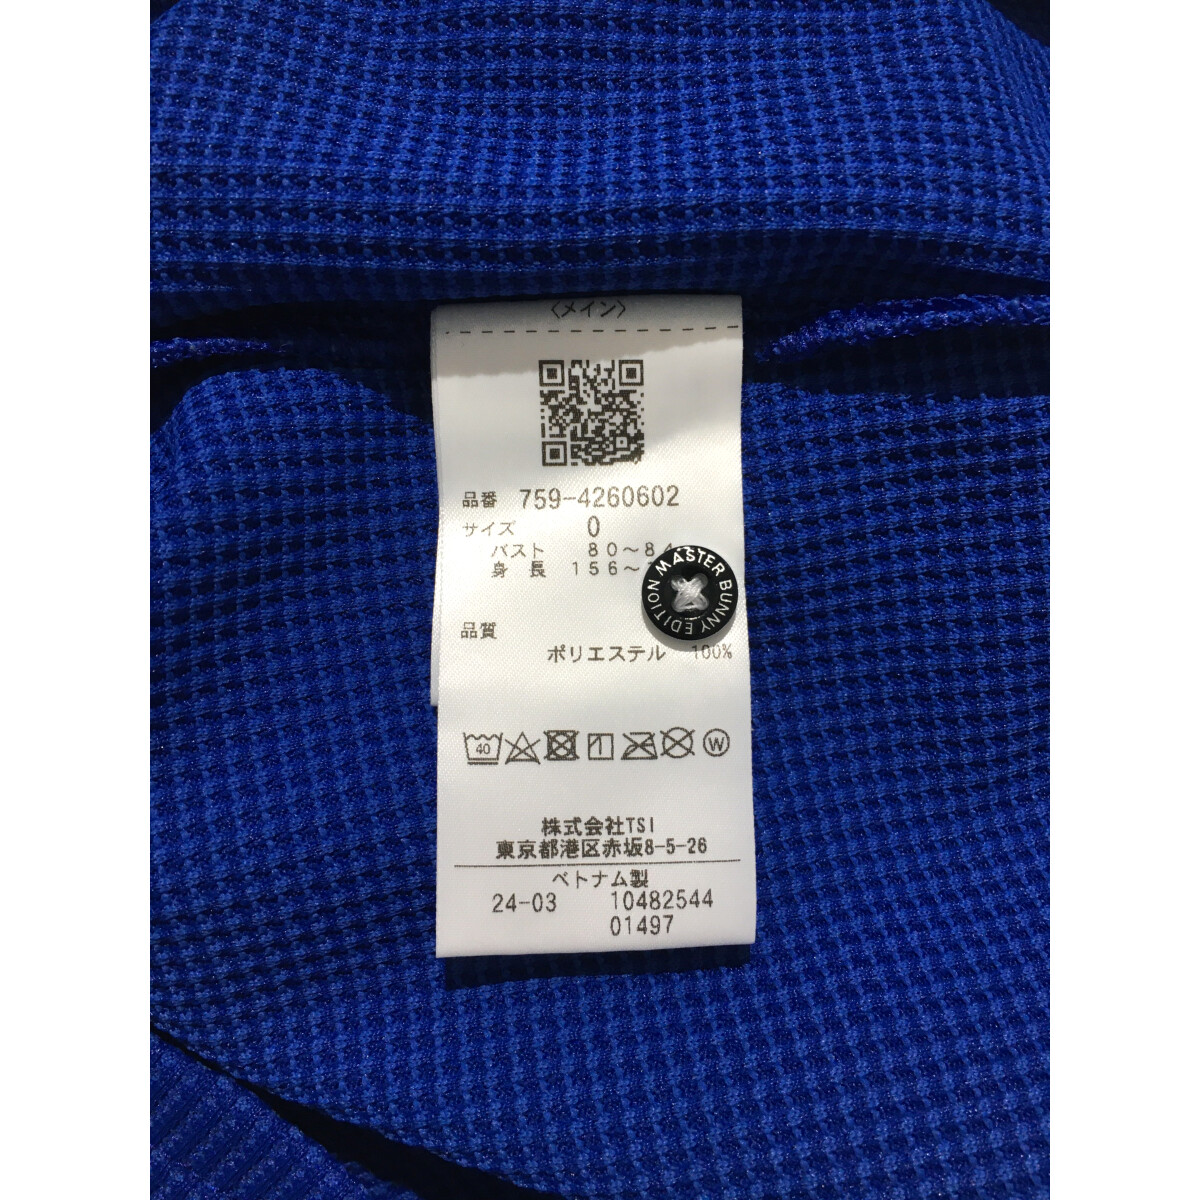 〈メイン〉
品番 759-4260602
サイズ 0
バスト 80～84
身長 156～
品質
ポリエステル 100%
MASTER BUNNY EDITION
40
W
株式会社TSI
東京都港区赤坂8-5-26
ベトナム製
24-03 10482544
01497